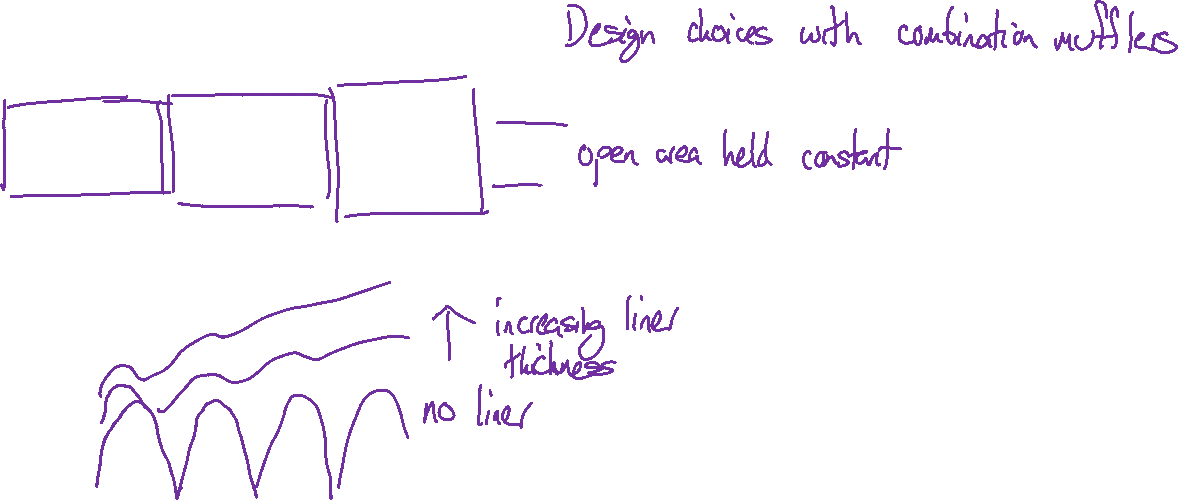 Design choices with combination mufflers
open area held constant
increasing liner
thickness
no liner